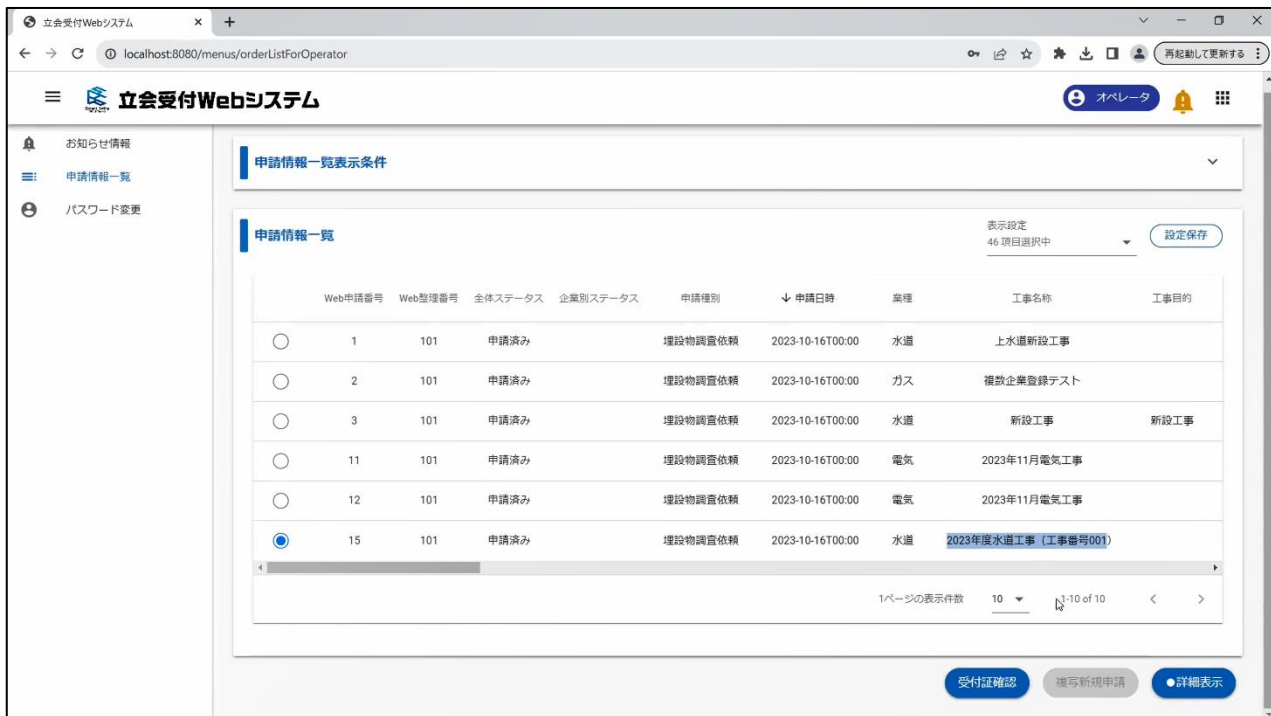 立会受付Webシステム
localhost:8080/menus/orderListForOperator
再起動して更新する
立会受付Webシステム
オペレータ
お知らせ情報
申請情報一覧
パスワード変更
申請情報一覧表示条件
申請情報一覧
表示設定
46 項目選択中
設定保存
Web申請番号 Web整理番号 全体ステータス 企業別ステータス 申請種別 ↓ 申請日時 業種 工事名称 工事目的
1 101 申請済み 埋設物調査依頼 2023-10-16T00:00 水道 上水道新設工事
2 101 申請済み 埋設物調査依頼 2023-10-16T00:00 ガス 複数企業登録テスト
3 101 申請済み 埋設物調査依頼 2023-10-16T00:00 水道 新設工事 新設工事
11 101 申請済み 埋設物調査依頼 2023-10-16T00:00 電気 2023年11月電気工事
12 101 申請済み 埋設物調査依頼 2023-10-16T00:00 電気 2023年11月電気工事
15 101 申請済み 埋設物調査依頼 2023-10-16T00:00 水道 2023年度水道工事（工事番号001）
1ページの表示件数 10 1-10 of 10
受付証確認 複写新規申請 ●詳細表示